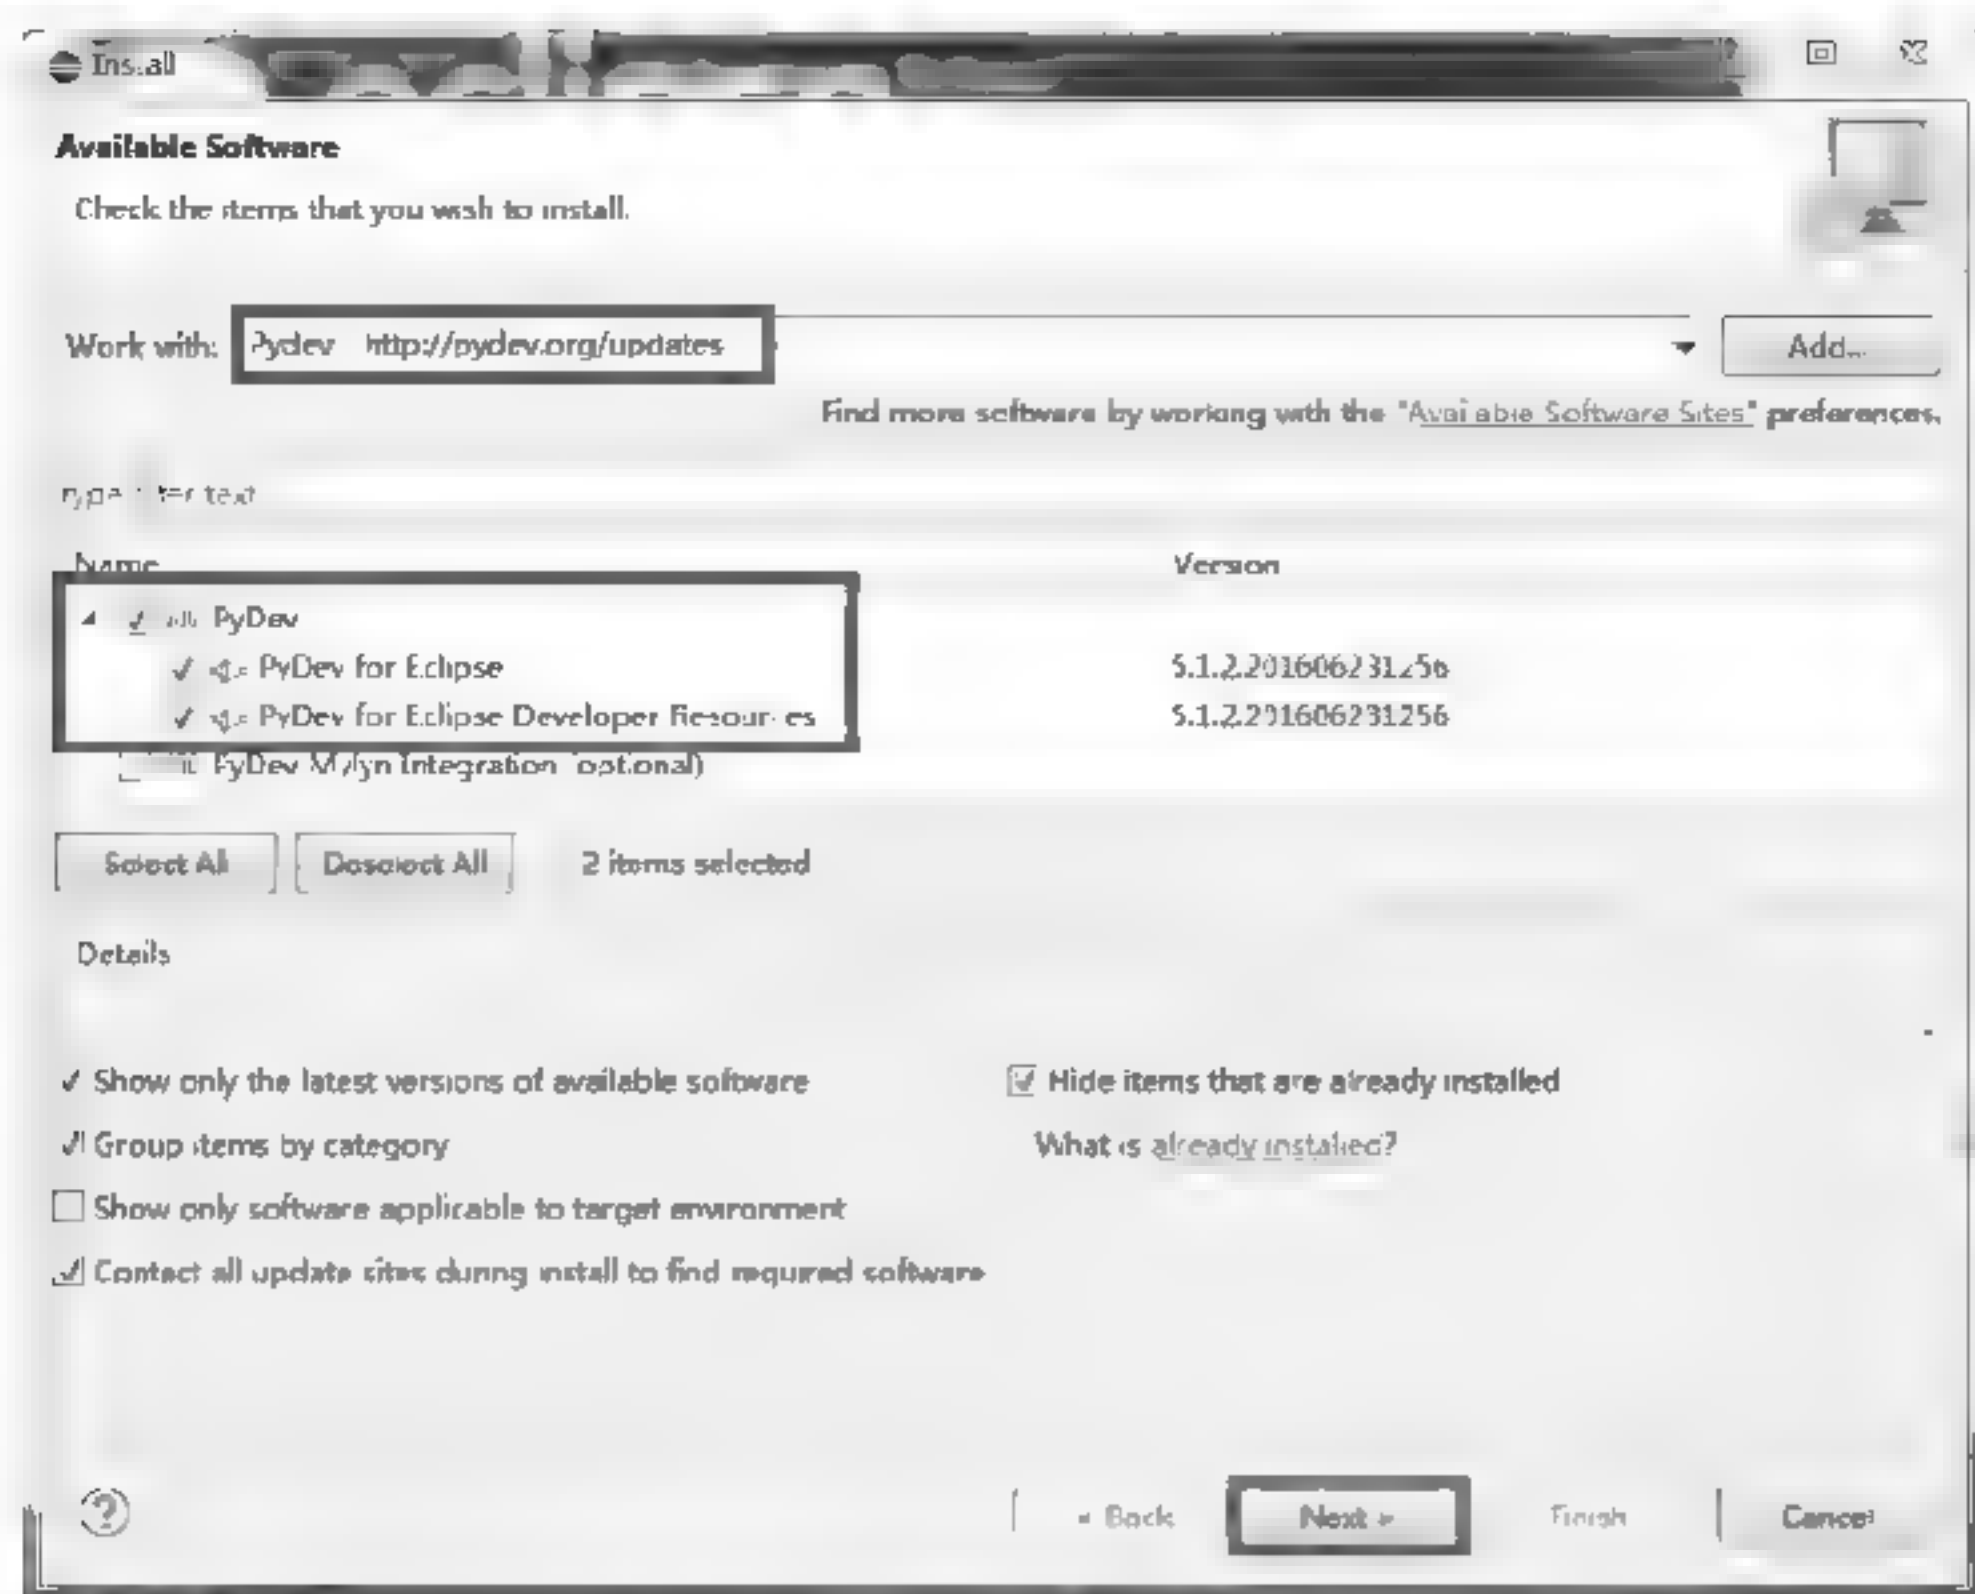 Install
Available Software
Check the items that you wish to install.
Work with: Pydev http://pydev.org/updates Add...
Find more software by working with the "Available Software Sites" preferences.
type filter text
Name Version
PyDev
PyDev for Eclipse 5.1.2.201606231256
PyDev for Eclipse Developer Resources 5.1.2.201606231256
PyDev Mylyn Integration (optional)
Select All Deselect All 2 items selected
Details
Show only the latest versions of available software Hide items that are already installed
Group items by category What is already installed?
Show only software applicable to target environment
Contact all update sites during install to find required software
< Back Next > Finish Cancel